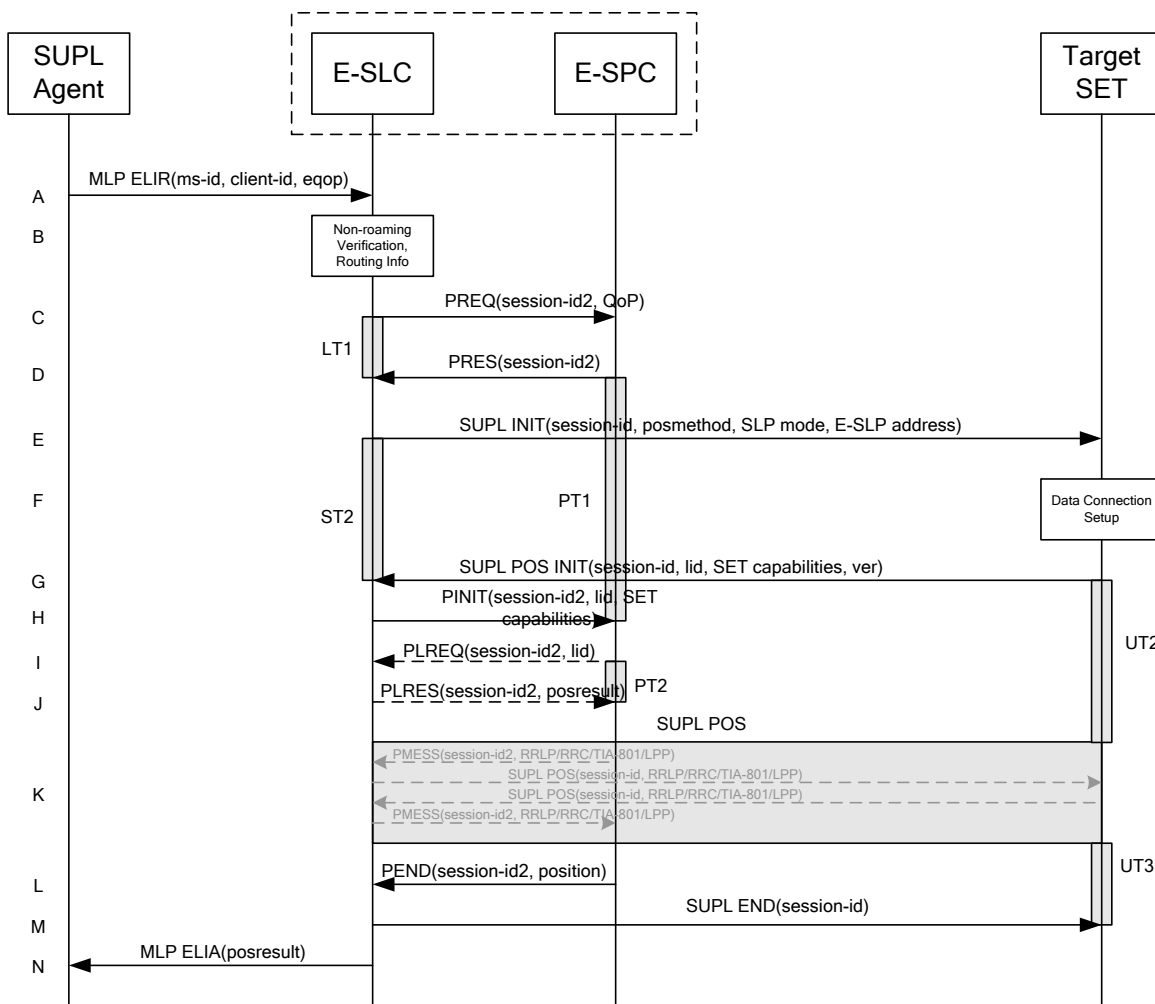 SUPL
Agent
E-SLC
E-SPC
Target
SET
A
MLP ELIR(ms-id, client-id, eqop)
B
Non-roaming
Verification,
Routing Info
C
PREQ(session-id2, QoP)
LT1
D
PRES(session-id2)
E
SUPL INIT(session-id, posmethod, SLP mode, E-SLP address)
F
ST2
PT1
Data Connection
Setup
G
SUPL POS INIT(session-id, lid, SET capabilities, ver)
H
PINIT(session-id2, lid, SET
capabilities)
I
PLREQ(session-id2, lid)
UT2
J
PLRES(session-id2, posresult)
PT2
SUPL POS
PMESS(session-id2, RRLP/RRC/TIA-801/LPP)
SUPL POS(session-id, RRLP/RRC/TIA-801/LPP)
K
SUPL POS(session-id, RRLP/RRC/TIA-801/LPP)
PMESS(session-id2, RRLP/RRC/TIA-801/LPP)
L
PEND(session-id2, position)
UT3
M
SUPL END(session-id)
N
MLP ELIA(posresult)